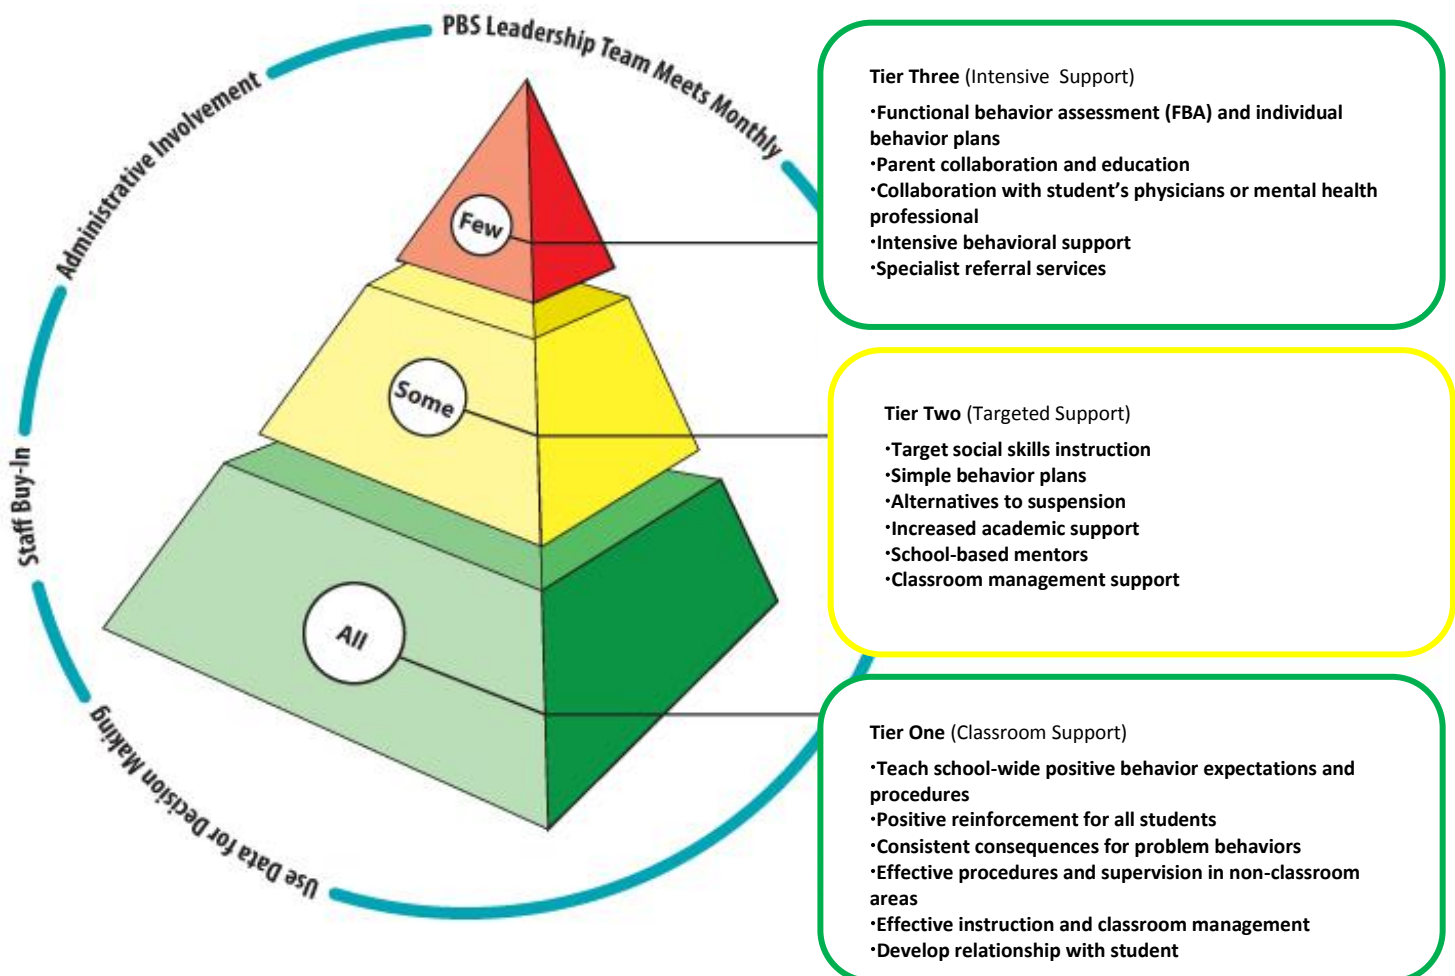 PBS Leadership Team Meets Monthly
Administrative Involvement
Staff Buy-In
Use Data for Decision Making
Few
Some
All
Tier Three (Intensive  Support)
·Functional behavior assessment (FBA) and individual
behavior plans
·Parent collaboration and education
·Collaboration with student’s physicians or mental health
professional
·Intensive behavioral support
·Specialist referral services
Tier Two (Targeted Support)
·Target social skills instruction
·Simple behavior plans
·Alternatives to suspension
·Increased academic support
·School-based mentors
·Classroom management support
Tier One (Classroom Support)
·Teach school-wide positive behavior expectations and
procedures
·Positive reinforcement for all students
·Consistent consequences for problem behaviors
·Effective procedures and supervision in non-classroom
areas
·Effective instruction and classroom management
·Develop relationship with student